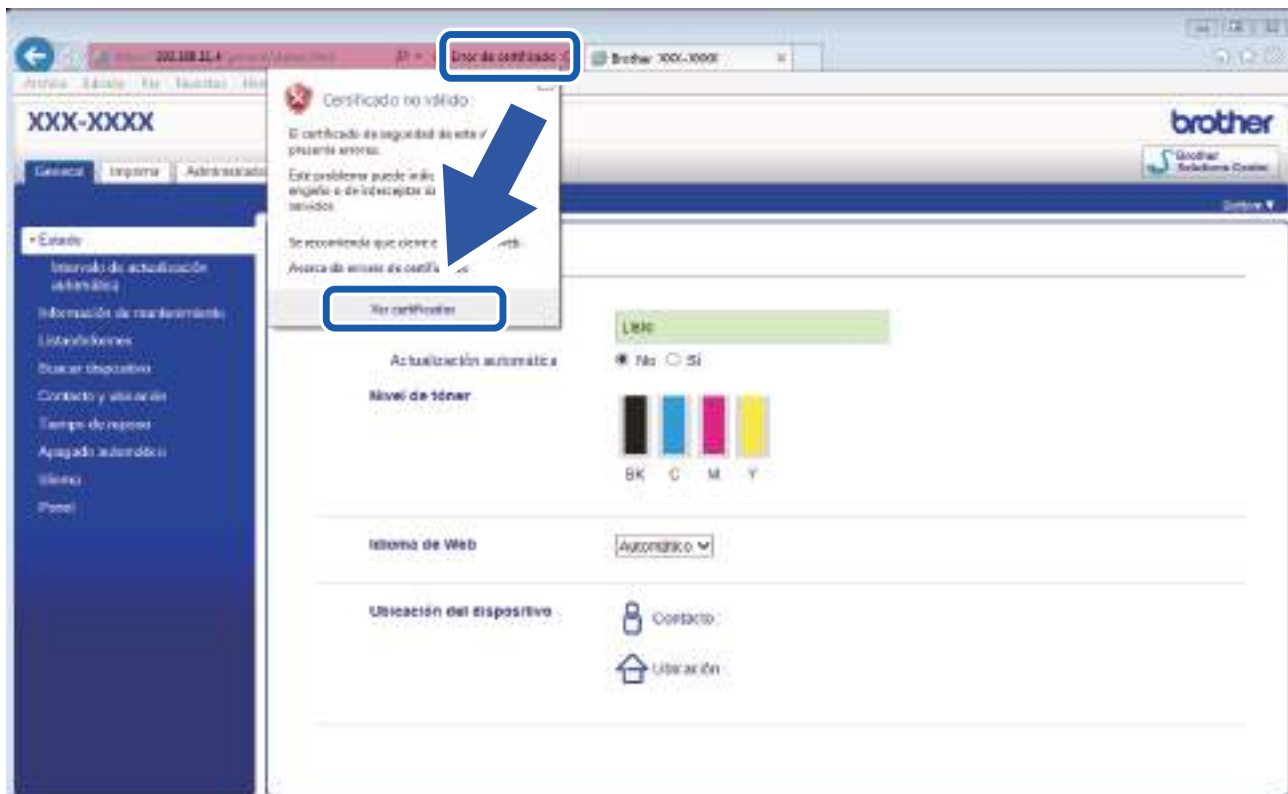 Error de certificado
Brother XXX-XXXX
XXX-XXXX
brother
General
Imprimir
Brother
Solutions Center
Certificado no válido
El certificado de seguridad de este
presenta errores.
Este problema puede
engaño o de interceptar
servidor.
Se recomienda que cierre
Acerca de errores de
Ver certificados
Estado
Intervalo de actualización
automática
Información de mantenimiento
Listas/Informes
Buscar dispositivo
Contacto y ubicación
Tiempo de reposo
Apagado automático
Idioma
Panel
Listo
Actualización automática
No
Sí
Nivel de tóner
BK C M Y
Idioma de Web
Automático
Ubicación del dispositivo
Contacto:
Ubicación